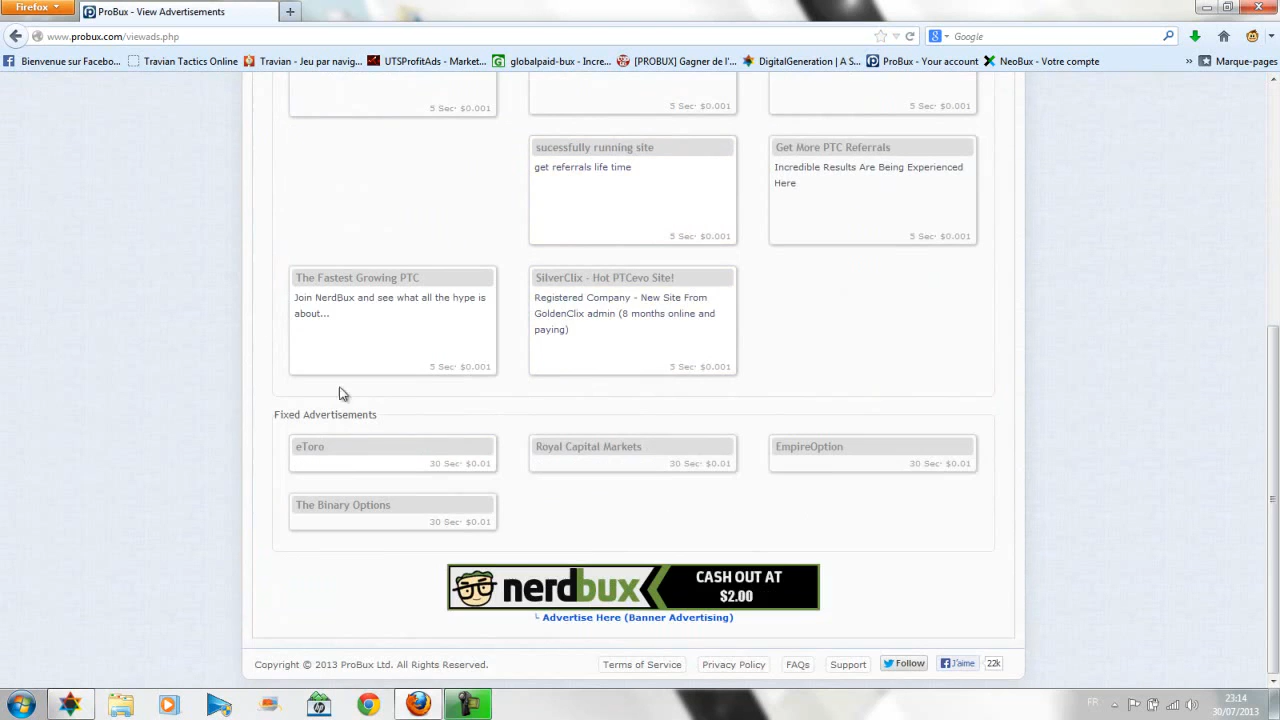 Firefox
ProBux - View Advertisements
www.probux.com/viewads.php
Google
Bienvenue sur Facebo...
Travian Tactics Online
Travian - Jeu par navig...
UTSProfitAds - Market...
globalpaid-bux - Incre...
[PROBUX] Gagner de l'...
DigitalGeneration | A S...
ProBux - Your account
NeoBux - Votre compte
»
Marque-pages
5 Sec· $0.001
5 Sec· $0.001
5 Sec· $0.001
sucessfully running site
get referrals life time
5 Sec· $0.001
Get More PTC Referrals
Incredible Results Are Being Experienced
Here
5 Sec· $0.001
The Fastest Growing PTC
Join NerdBux and see what all the hype is
about...
5 Sec· $0.001
SilverClix - Hot PTCevo Site!
Registered Company - New Site From
GoldenClix admin (8 months online and
paying)
5 Sec· $0.001
Fixed Advertisements
eToro
30 Sec· $0.01
Royal Capital Markets
30 Sec· $0.01
EmpireOption
30 Sec· $0.01
The Binary Options
30 Sec· $0.01
nerdbux
CASH OUT AT
$2.00
└ Advertise Here (Banner Advertising)
Copyright © 2013 ProBux Ltd. All Rights Reserved.
Terms of Service
Privacy Policy
FAQs
Support
Follow
J'aime
22k
FR
23:14
30/07/2013